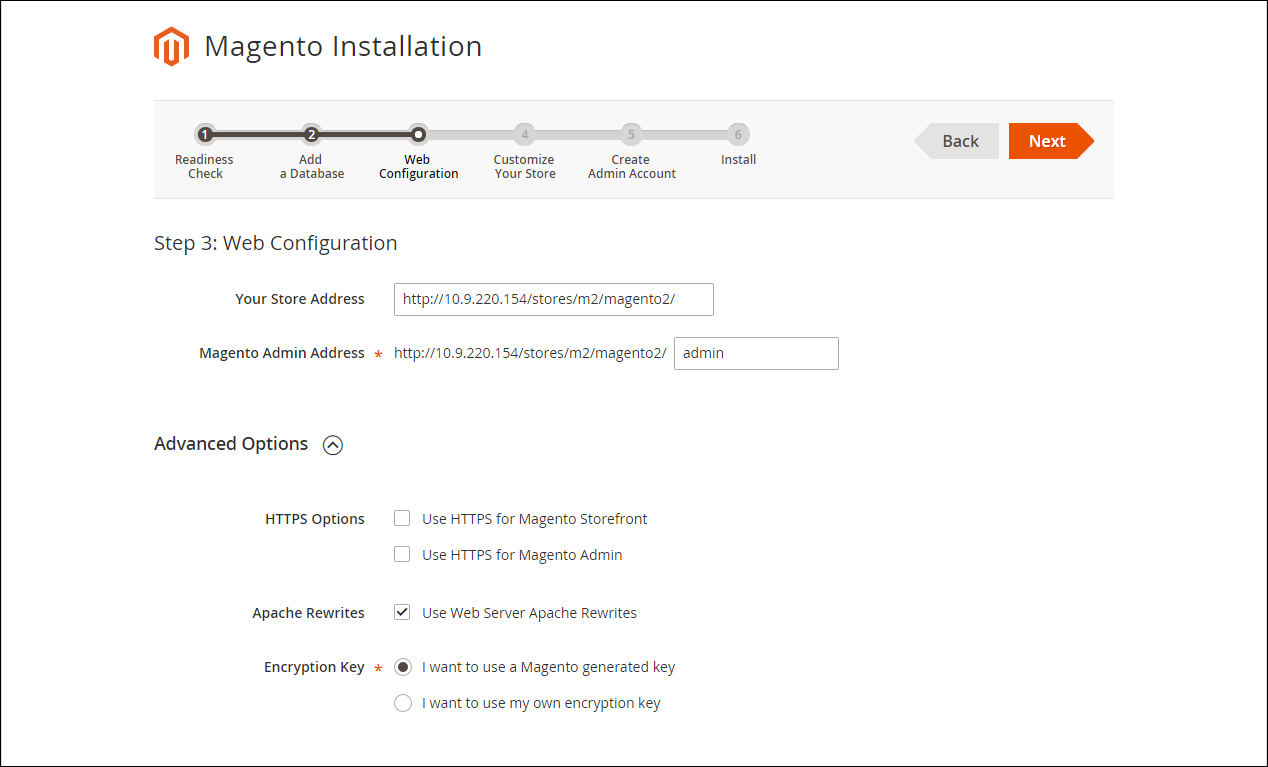 Magento Installation
1 2 4 5 6
Readiness Check
Add a Database
Web Configuration
Customize Your Store
Create Admin Account
Install
Back
Next
Step 3: Web Configuration
Your Store Address http://10.9.220.154/stores/m2/magento2/
Magento Admin Address * http://10.9.220.154/stores/m2/magento2/ admin
Advanced Options
HTTPS Options Use HTTPS for Magento Storefront
Use HTTPS for Magento Admin
Apache Rewrites Use Web Server Apache Rewrites
Encryption Key * I want to use a Magento generated key
I want to use my own encryption key